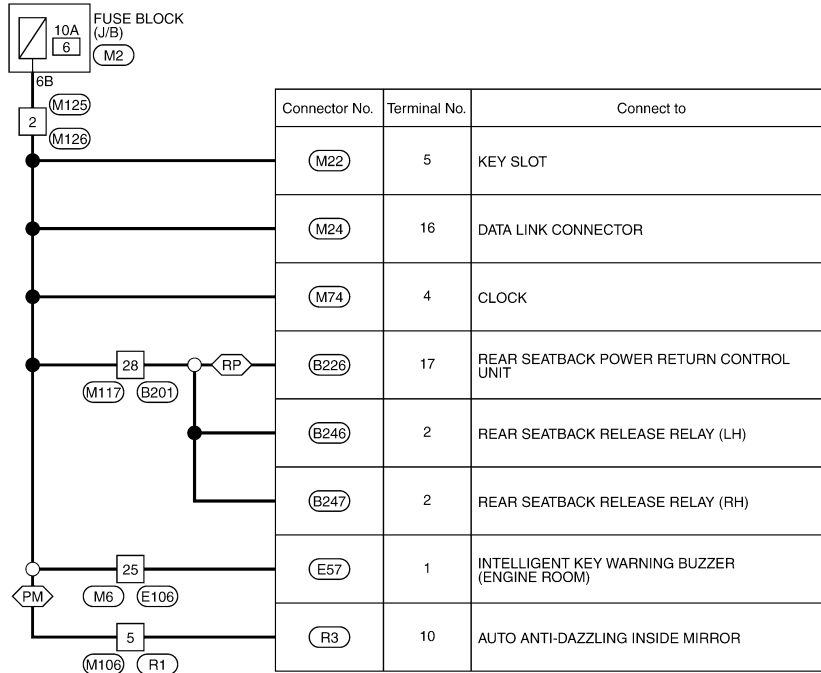 FUSE BLOCK
(J/B)
10A
6
M2
6B
M125
2
M126
Connector No. Terminal No. Connect to
M22 5 KEY SLOT
M24 16 DATA LINK CONNECTOR
M74 4 CLOCK
28 RP B226 17 REAR SEATBACK POWER RETURN CONTROL
UNIT
M117 B201
B246 2 REAR SEATBACK RELEASE RELAY (LH)
B247 2 REAR SEATBACK RELEASE RELAY (RH)
25 E57 1 INTELLIGENT KEY WARNING BUZZER
(ENGINE ROOM)
PM M6 E106
5 R3 10 AUTO ANTI-DAZZLING INSIDE MIRROR
M106 R1